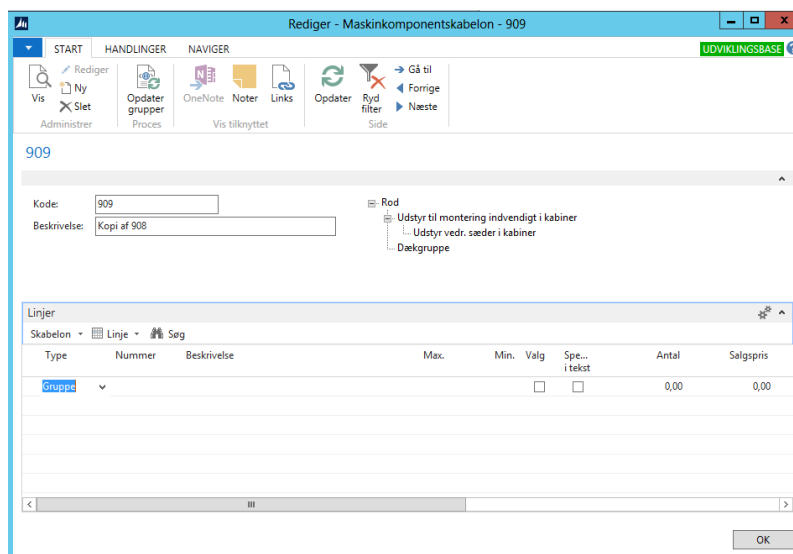 Rediger - Maskinkomponentskabelon - 909
START HANDLINGER NAVIGER UDVIKLINGSBASE
Vis
Rediger
Ny
Slet
Opdater grupper
OneNote Noter Links
Opdater
Ryd filter
Gå til
Forrige
Næste
Administrer Proces Vis tilknyttet Side
909
Kode: 909
Beskrivelse: Kopi af 908
Rod
Udstyr til montering indvendigt i kabiner
Udstyr vedr. sæder i kabiner
Dækgruppe
Linjer
Skabelon Linje Søg
Type Nummer Beskrivelse Max. Min. Valg Spe... i tekst Antal Salgspris
Gruppe 0,00 0,00
OK